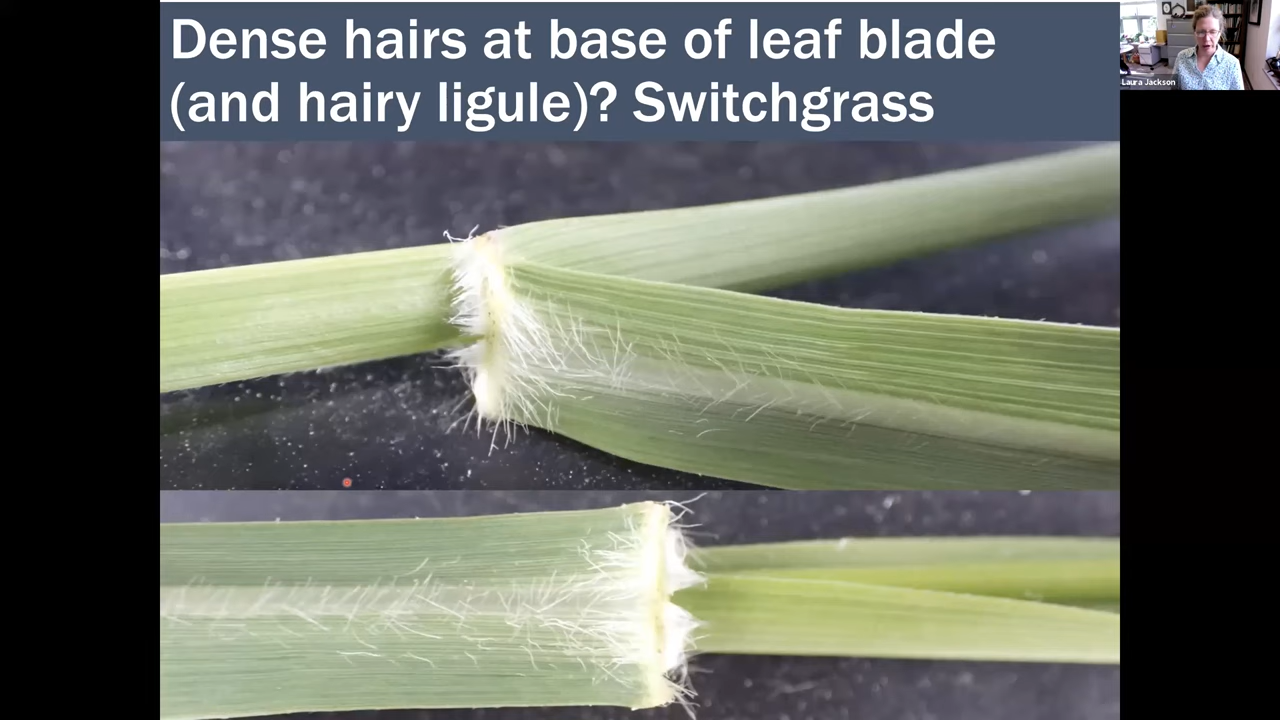 Dense hairs at base of leaf blade
(and hairy ligule)? Switchgrass
Laura Jackson